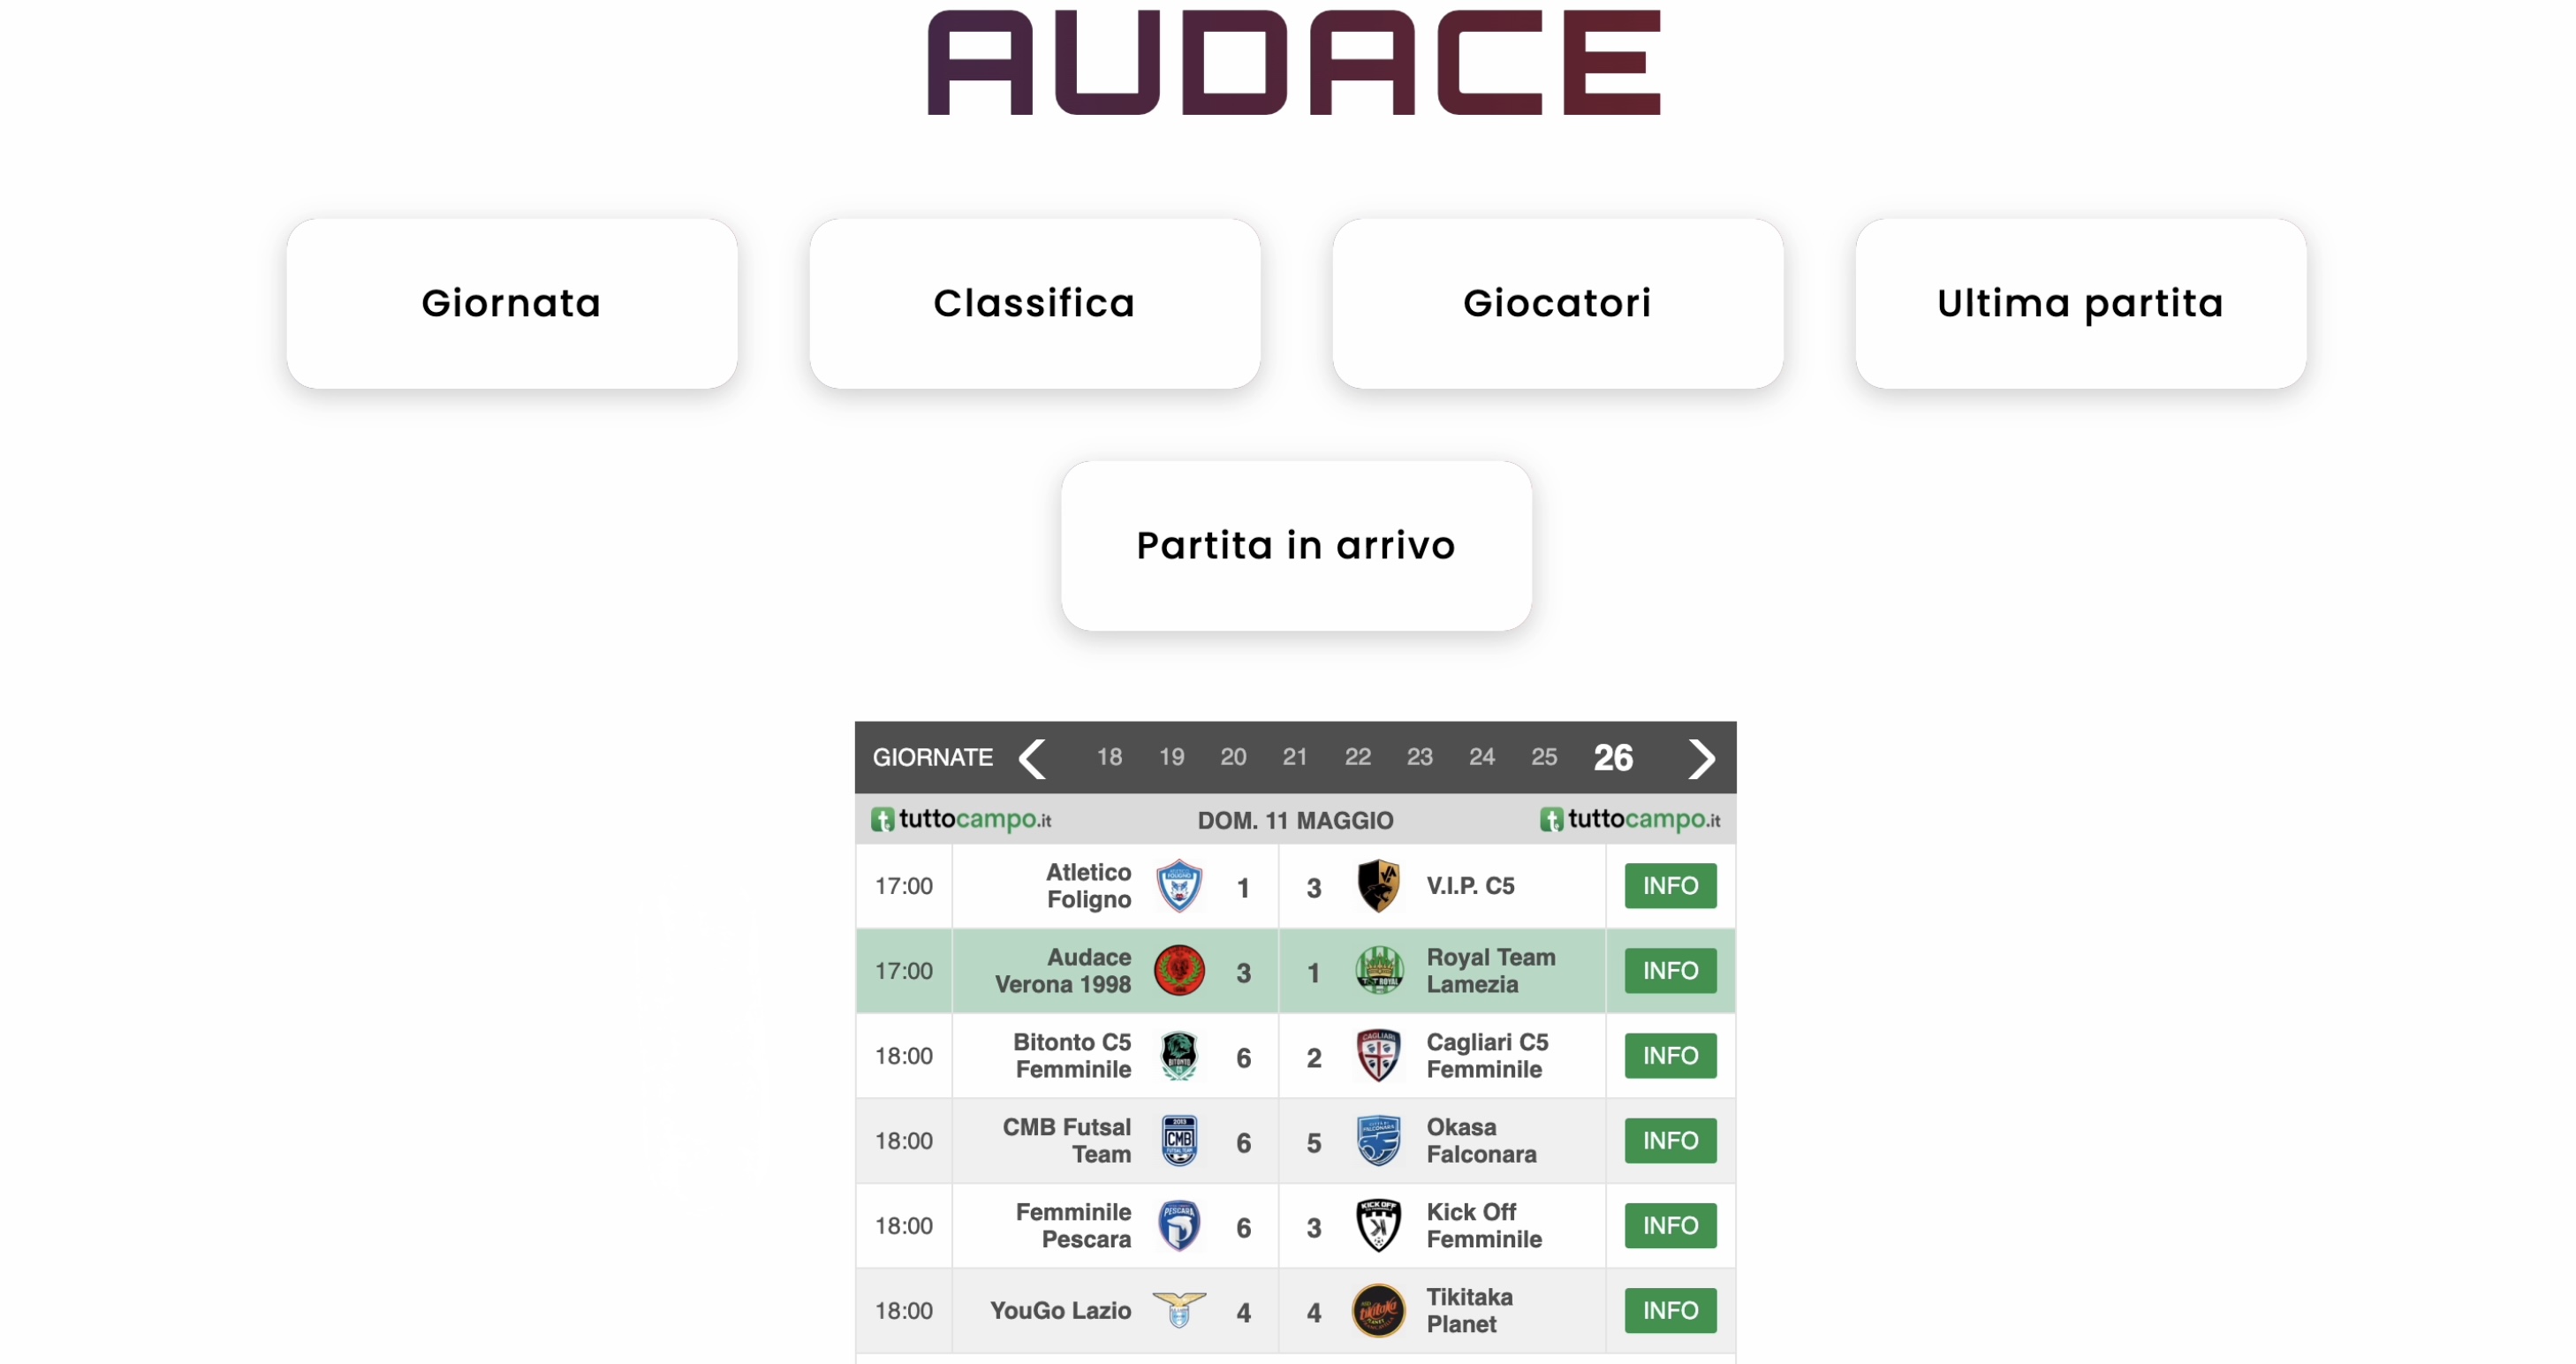 AUDACE
Giornata
Classifica
Giocatori
Ultima partita
Partita in arrivo
GIORNATE 18 19 20 21 22 23 24 25 26
tuttocampo.it DOM. 11 MAGGIO tuttocampo.it
17:00 Atletico Foligno 1 3 V.I.P. C5 INFO
17:00 Audace Verona 1998 3 1 Royal Team Lamezia INFO
18:00 Bitonto C5 Femminile 6 2 Cagliari C5 Femminile INFO
18:00 CMB Futsal Team 6 5 Okasa Falconara INFO
18:00 Femminile Pescara 6 3 Kick Off Femminile INFO
18:00 YouGo Lazio 4 4 Tikitaka Planet INFO